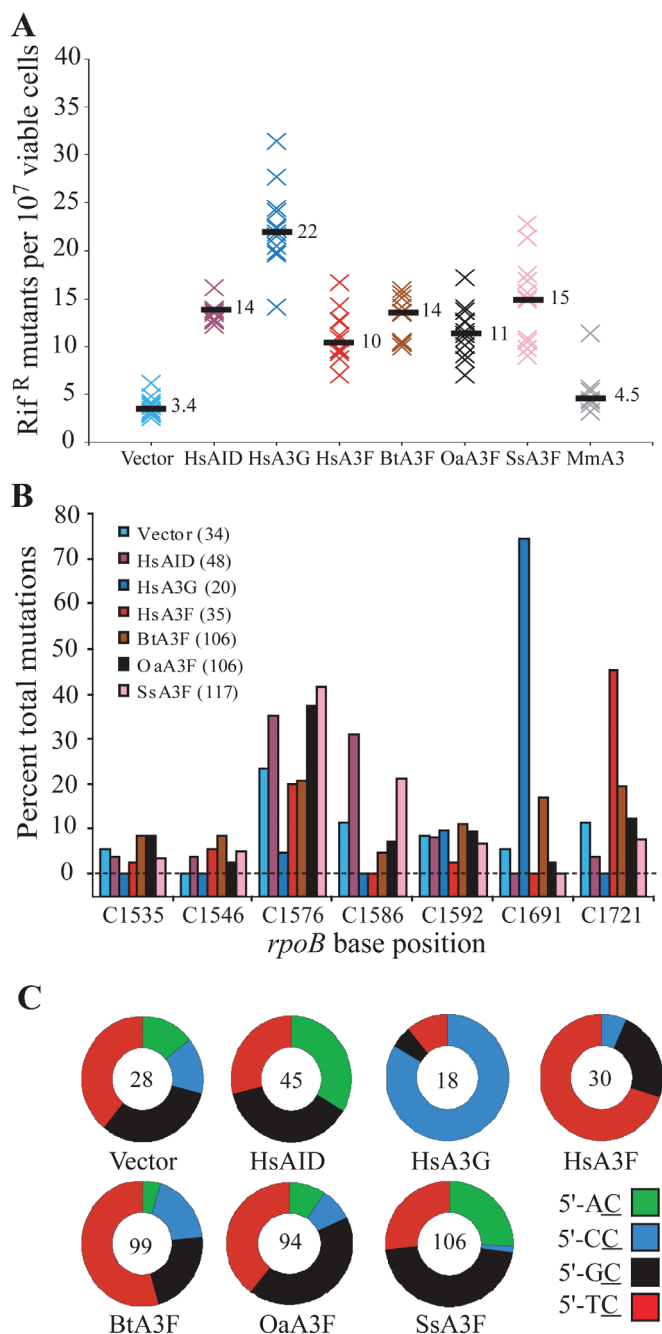 A
Rif R mutants per 10⁷ viable cells
40
35
30
25
20
15
10
5
0
3.4
14
22
10
14
11
15
4.5
Vector HsAID HsA3G HsA3F BtA3F OaA3F SsA3F MmA3
B
Percent total mutations
80
70
60
50
40
30
20
10
0
Vector (34)
HsAID (48)
HsA3G (20)
HsA3F (35)
BtA3F (106)
OaA3F (106)
SsA3F (117)
C1535 C1546 C1576 C1586 C1592 C1691 C1721
rpoB base position
C
28 45 18 30
Vector HsAID HsA3G HsA3F
99 94 106
BtA3F OaA3F SsA3F
5'-AC
5'-CC
5'-GC
5'-TC